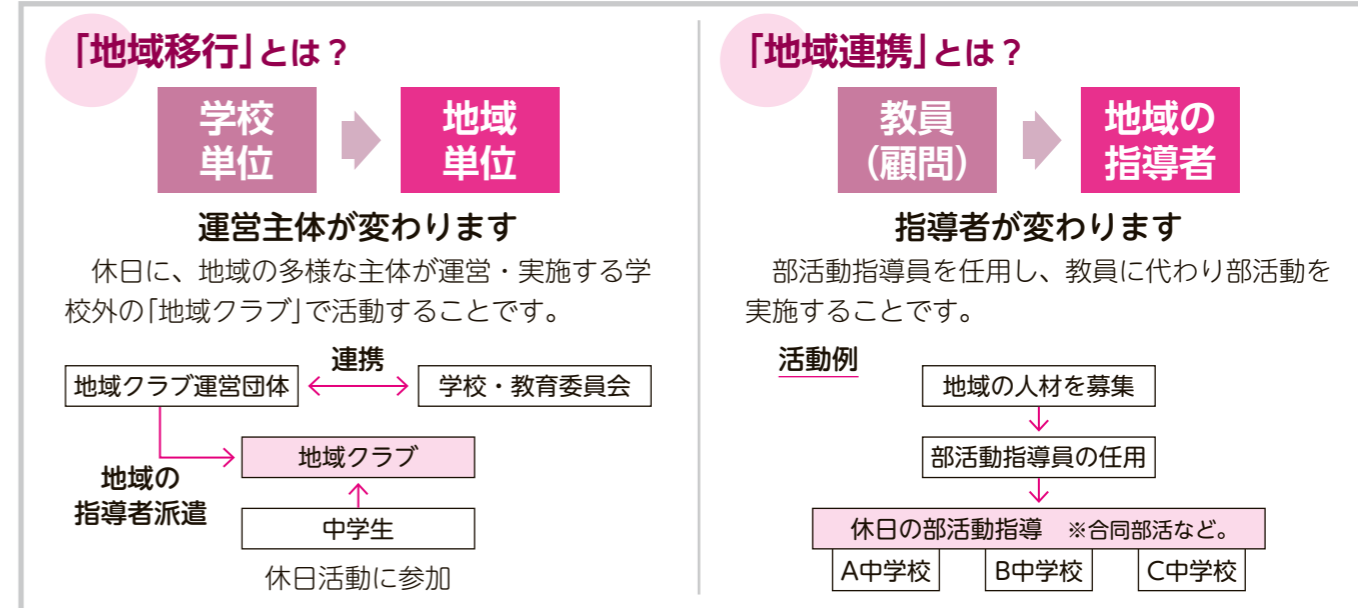 「地域移行」とは？
学校
単位
地域
単位
運営主体が変わります
休日に、地域の多様な主体が運営・実施する学
校外の「地域クラブ」で活動することです。
連携
地域クラブ運営団体
学校・教育委員会
地域クラブ
地域の
指導者派遣
中学生
休日活動に参加
「地域連携」とは？
教員
（顧問）
地域の
指導者
指導者が変わります
部活動指導員を任用し、教員に代わり部活動を
実施することです。
活動例
地域の人材を募集
部活動指導員の任用
休日の部活動指導　※合同部活など。
A中学校
B中学校
C中学校